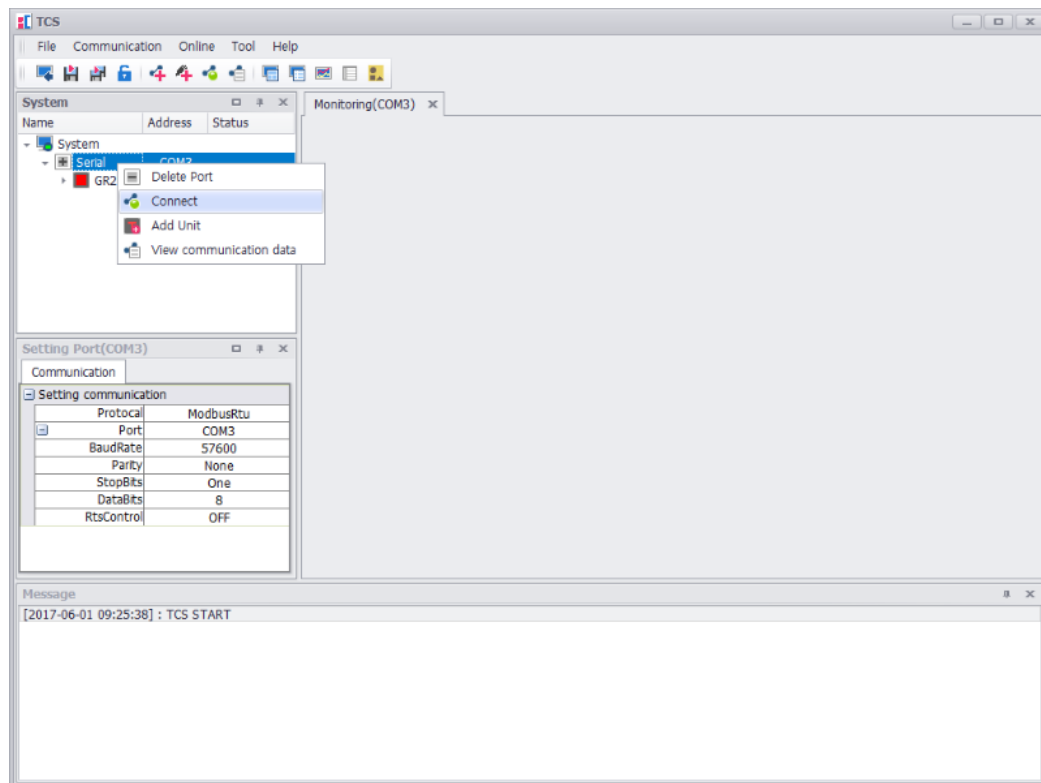 TCS
File Communication Online Tool Help
System
Name Address Status
System
Serial COM3
GR2
Delete Port
Connect
Add Unit
View communication data
Monitoring(COM3)
Setting Port(COM3)
Communication
Setting communication
Protocal ModbusRtu
Port COM3
BaudRate 57600
Parity None
StopBits One
DataBits 8
RtsControl OFF
Message
[2017-06-01 09:25:38] : TCS START